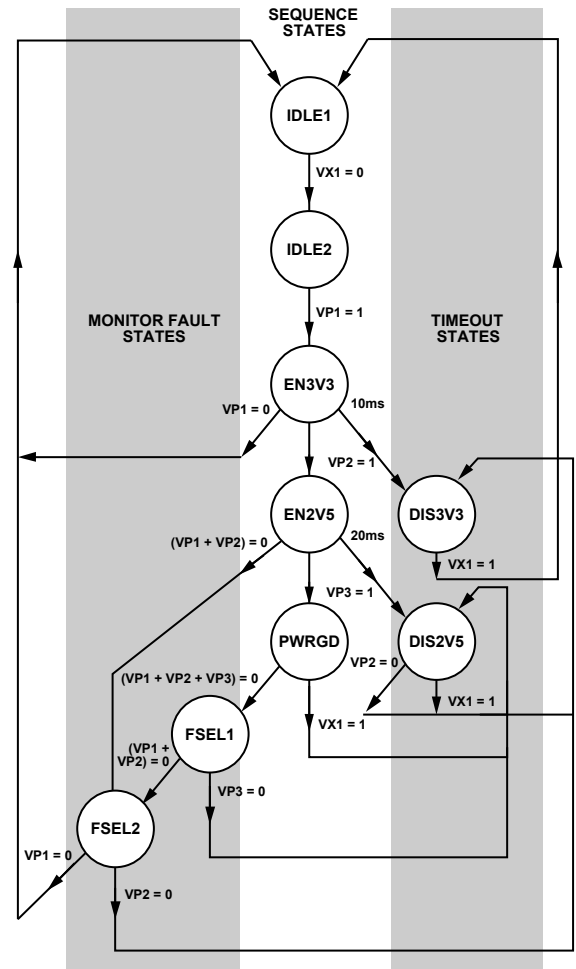 SEQUENCE
STATES
IDLE1
VX1 = 0
IDLE2
VP1 = 1
MONITOR FAULT
STATES
TIMEOUT
STATES
EN3V3
VP1 = 0
10ms
VP2 = 1
EN2V5
DIS3V3
(VP1 + VP2) = 0
20ms
VX1 = 1
VP3 = 1
PWRGD
DIS2V5
VP2 = 0
(VP1 + VP2 + VP3) = 0
VX1 = 1
VX1 = 1
FSEL1
(VP1 +
VP2) = 0
VP3 = 0
FSEL2
VP1 = 0
VP2 = 0